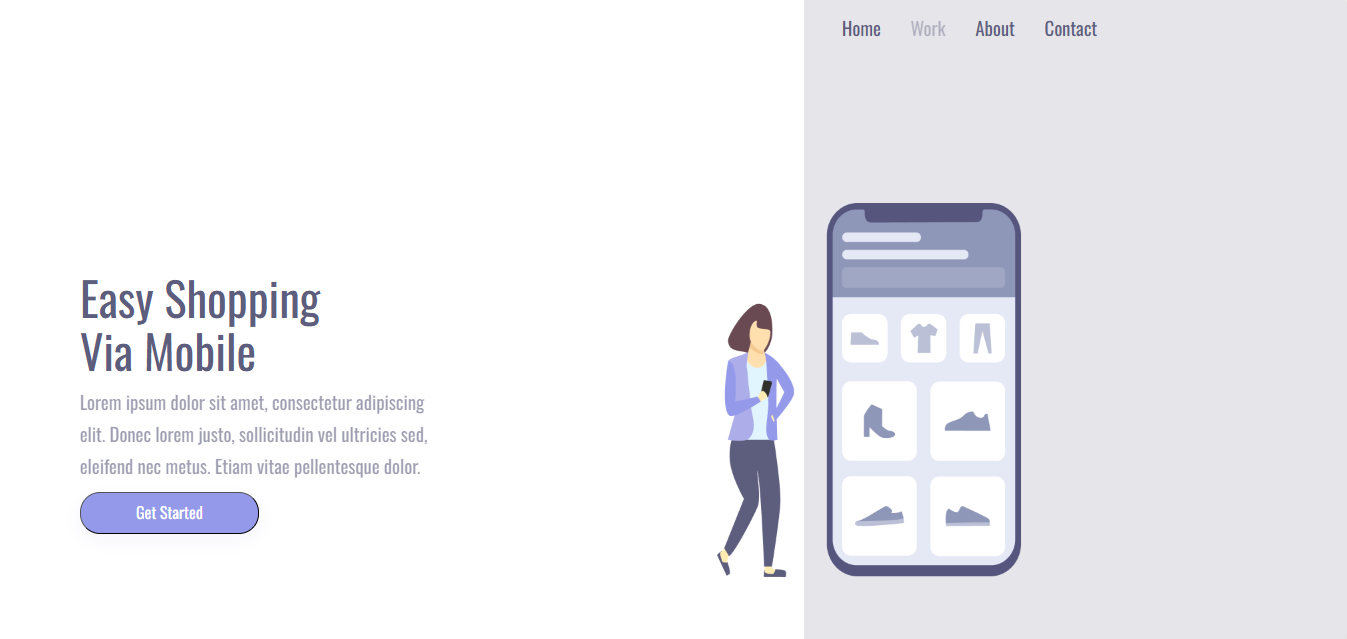 Home Work About Contact
Easy Shopping
Via Mobile
Lorem ipsum dolor sit amet, consectetur adipiscing
elit. Donec lorem justo, sollicitudin vel ultricies sed,
eleifend nec metus. Etiam vitae pellentesque dolor.
Get Started